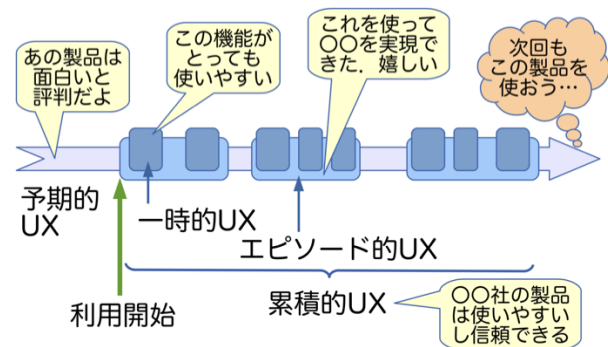 あの製品は
面白いと
評判だよ
この機能が
とっても
使いやすい
これを使って
〇〇を実現で
きた．嬉しい
次回も
この製品を
使おう…
予期的
UX
一時的UX
エピソード的UX
利用開始
累積的UX
〇〇社の製品
は使いやすい
し信頼できる